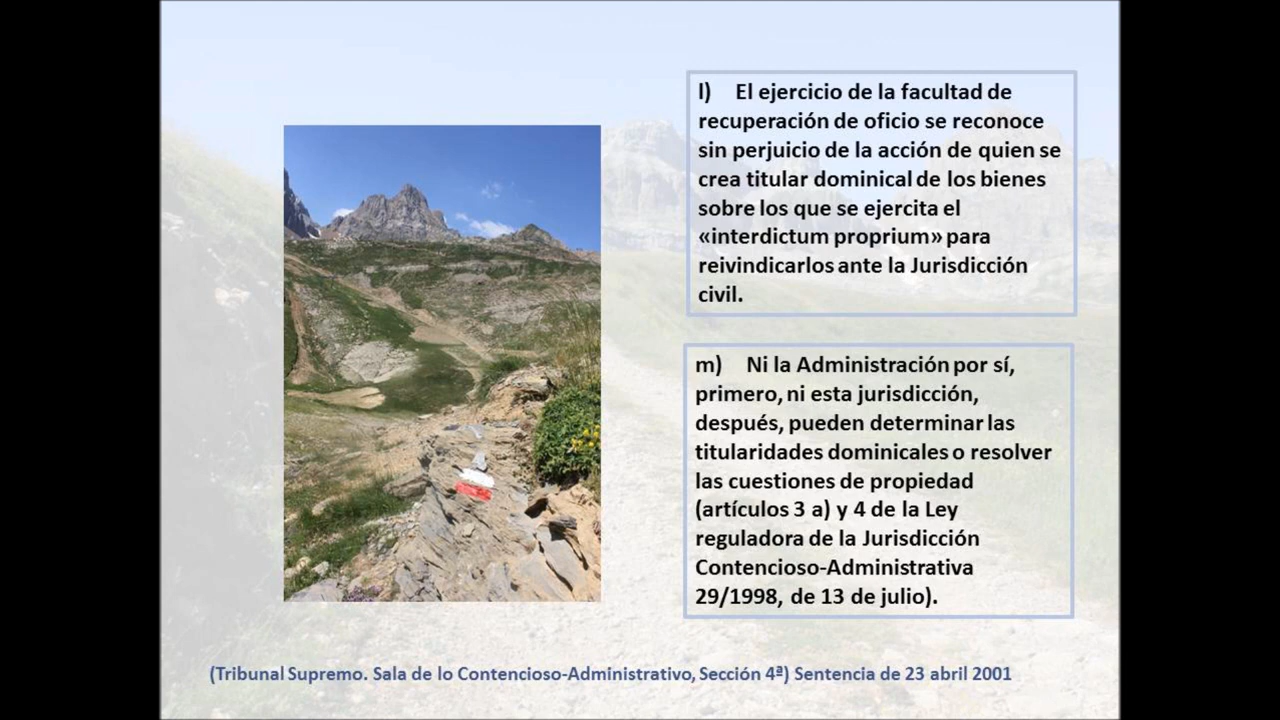 l) El ejercicio de la facultad de
recuperación de oficio se reconoce
sin perjuicio de la acción de quien se
crea titular dominical de los bienes
sobre los que se ejercita el
«interdictum proprium» para
reivindicarlos ante la Jurisdicción
civil.
m) Ni la Administración por sí,
primero, ni esta jurisdicción,
después, pueden determinar las
titularidades dominicales o resolver
las cuestiones de propiedad
(artículos 3 a) y 4 de la Ley
reguladora de la Jurisdicción
Contencioso-Administrativa
29/1998, de 13 de julio).
(Tribunal Supremo. Sala de lo Contencioso-Administrativo, Sección 4ª) Sentencia de 23 abril 2001